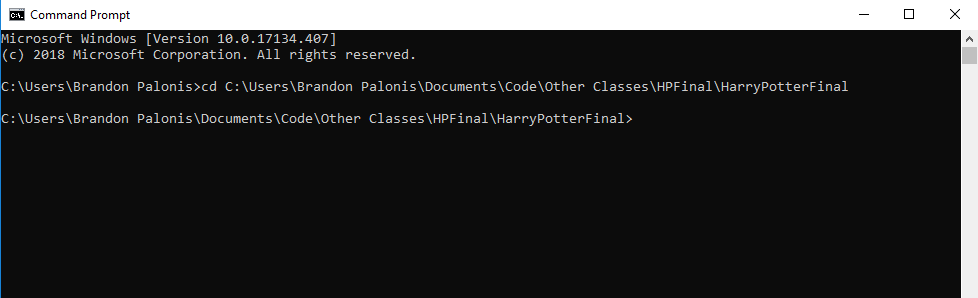 Command Prompt
Microsoft Windows [Version 10.0.17134.407]
(c) 2018 Microsoft Corporation. All rights reserved.
C:\Users\Brandon Palonis>cd C:\Users\Brandon Palonis\Documents\Code\Other Classes\HPFinal\HarryPotterFinal
C:\Users\Brandon Palonis\Documents\Code\Other Classes\HPFinal\HarryPotterFinal>